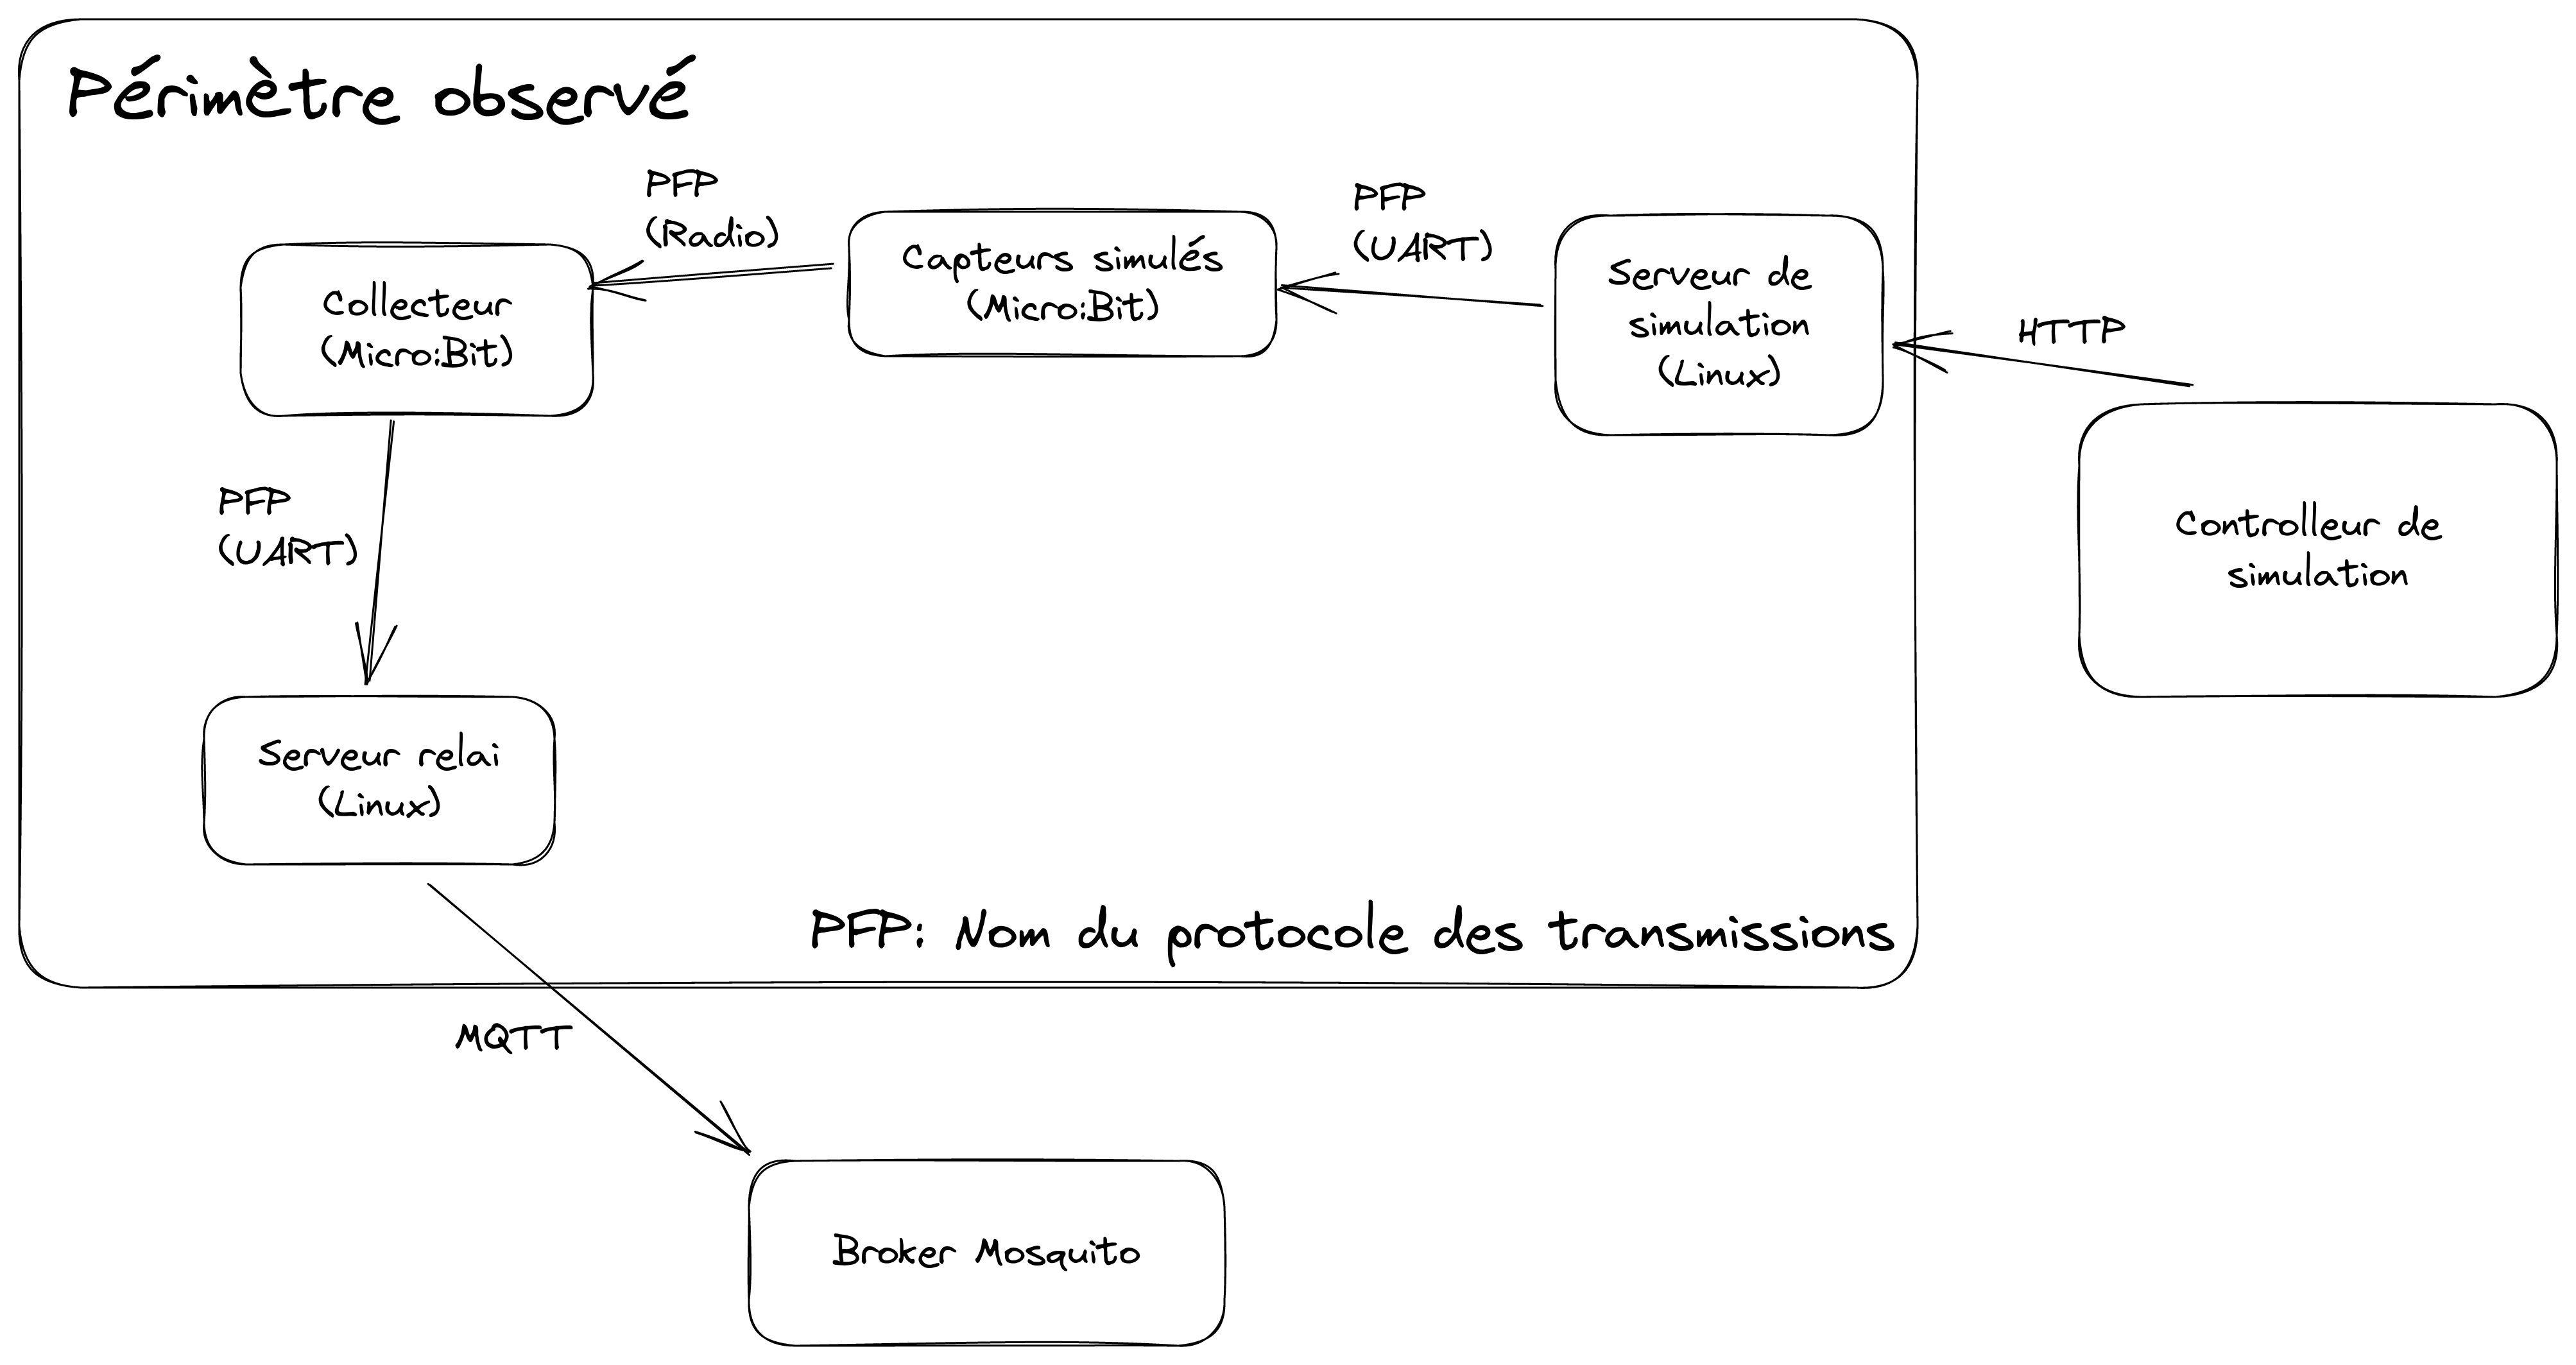 Périmètre observé
PFP
(Radio)
PFP
(UART)
Capteurs simulés
(Micro:Bit)
Serveur de
simulation
(Linux)
Collecteur
(Micro:Bit)
HTTP
PFP
(UART)
Controlleur de
simulation
Serveur relai
(Linux)
PFP: Nom du protocole des transmissions
MQTT
Broker Mosquito